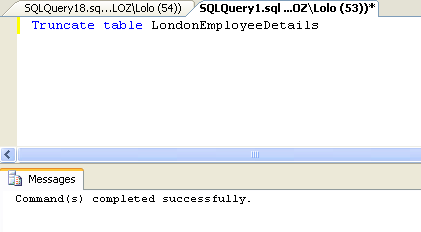 SQLQuery18.sq...LOZ\Lolo (54))
SQLQuery1.sql ...OZ\Lolo (53))*
Truncate table LondonEmployeeDetails
Messages
Command(s) completed successfully.